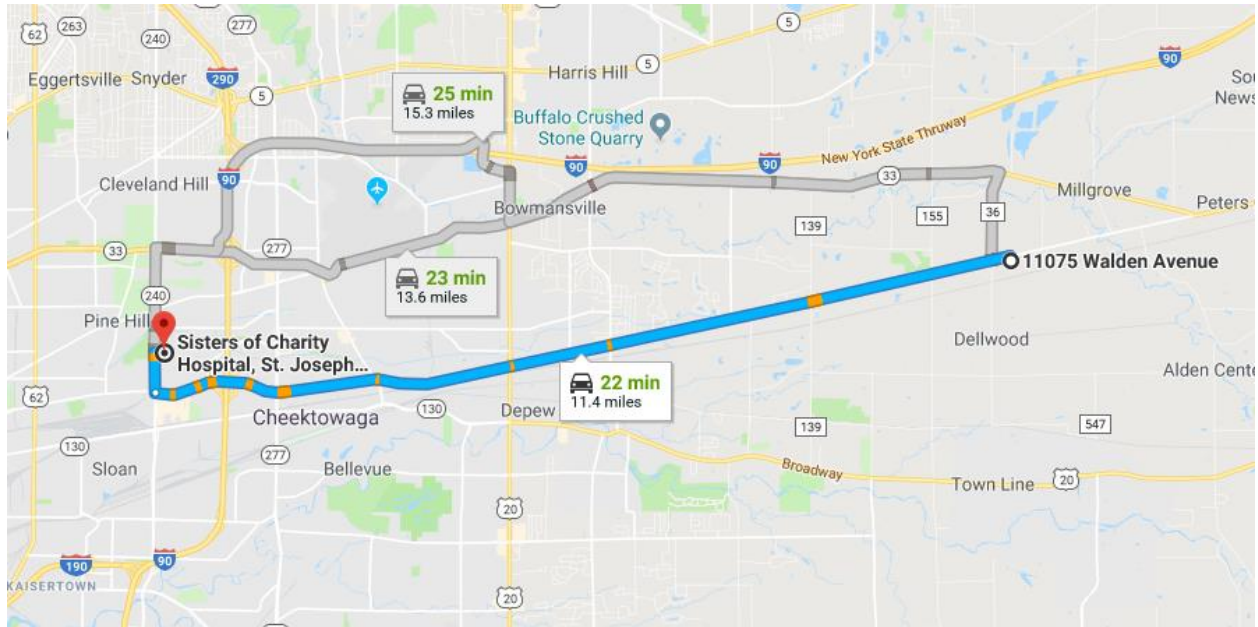 263
277
5
62
240
290
Harris Hill
5
90
Eggertsville
Snyder
5
25 min
15.3 miles
Buffalo Crushed
Stone Quarry
New York State Thruway
90
90
33
Cleveland Hill
90
Millgrove
Bowmansville
155
36
Peters
139
33
277
23 min
13.6 miles
11075 Walden Avenue
240
Pine Hill
Sisters of Charity
Hospital, St. Joseph...
Dellwood
22 min
11.4 miles
Alden Cente
62
130
Depew
Cheektowaga
139
547
130
Sloan
277
Bellevue
Broadway
Town Line
20
20
190
90
KAISERTOWN
20